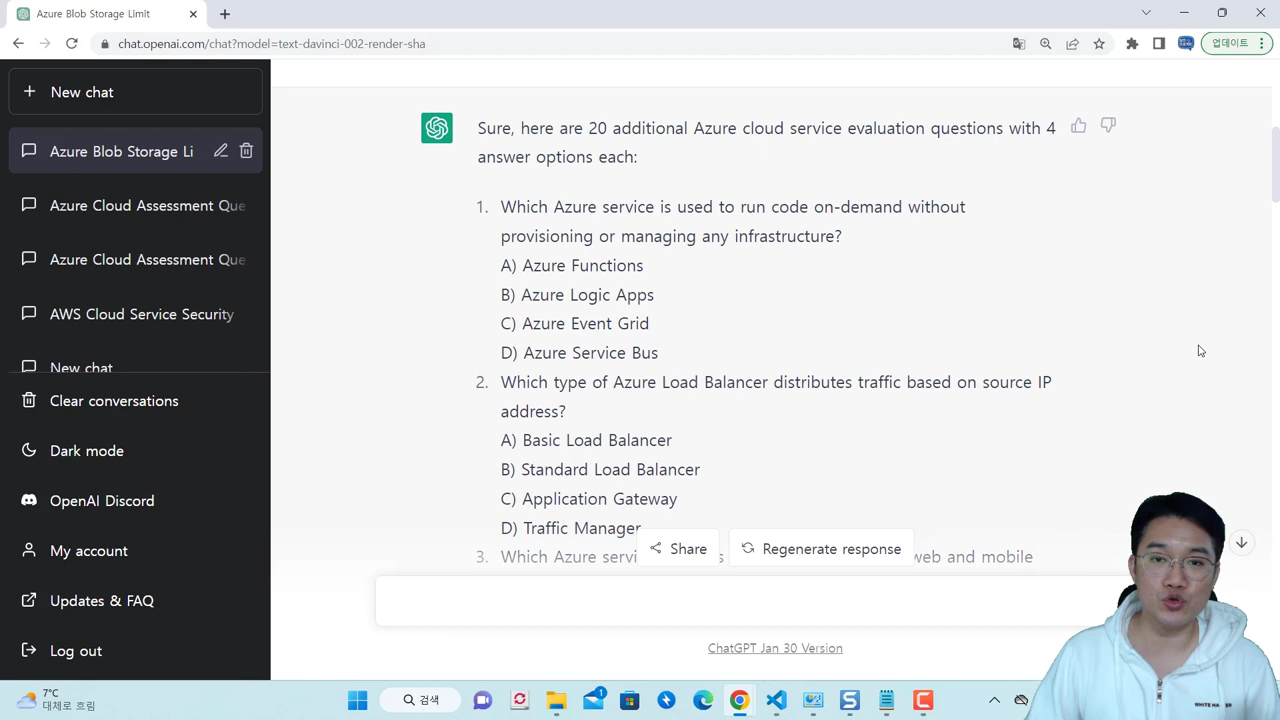 Azure Blob Storage Limit
chat.openai.com/chat?model=text-davinci-002-render-sha
업데이트
New chat
Azure Blob Storage Li
Azure Cloud Assessment Que
Azure Cloud Assessment Que
AWS Cloud Service Security
New chat
Clear conversations
Dark mode
OpenAI Discord
My account
Updates & FAQ
Log out
Sure, here are 20 additional Azure cloud service evaluation questions with 4
answer options each:
1. Which Azure service is used to run code on-demand without
provisioning or managing any infrastructure?
A) Azure Functions
B) Azure Logic Apps
C) Azure Event Grid
D) Azure Service Bus
2. Which type of Azure Load Balancer distributes traffic based on source IP
address?
A) Basic Load Balancer
B) Standard Load Balancer
C) Application Gateway
D) Traffic Manager
3. Which Azure servi s web and mobile
Share
Regenerate response
ChatGPT Jan 30 Version
7°C
대체로 흐림
검색
1
WHITE HA